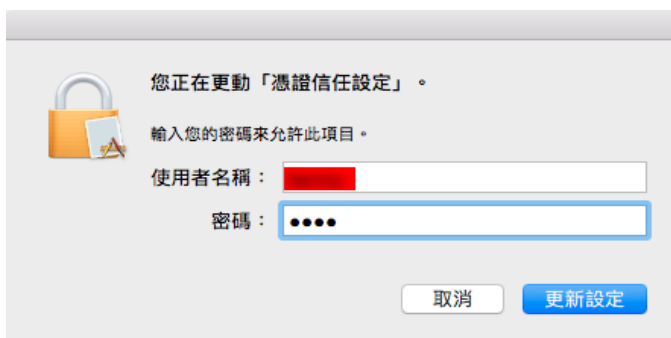 您正在更動「憑證信任設定」。
輸入您的密碼來允許此項目。
使用者名稱：
密碼： ●●●●
取消 更新設定